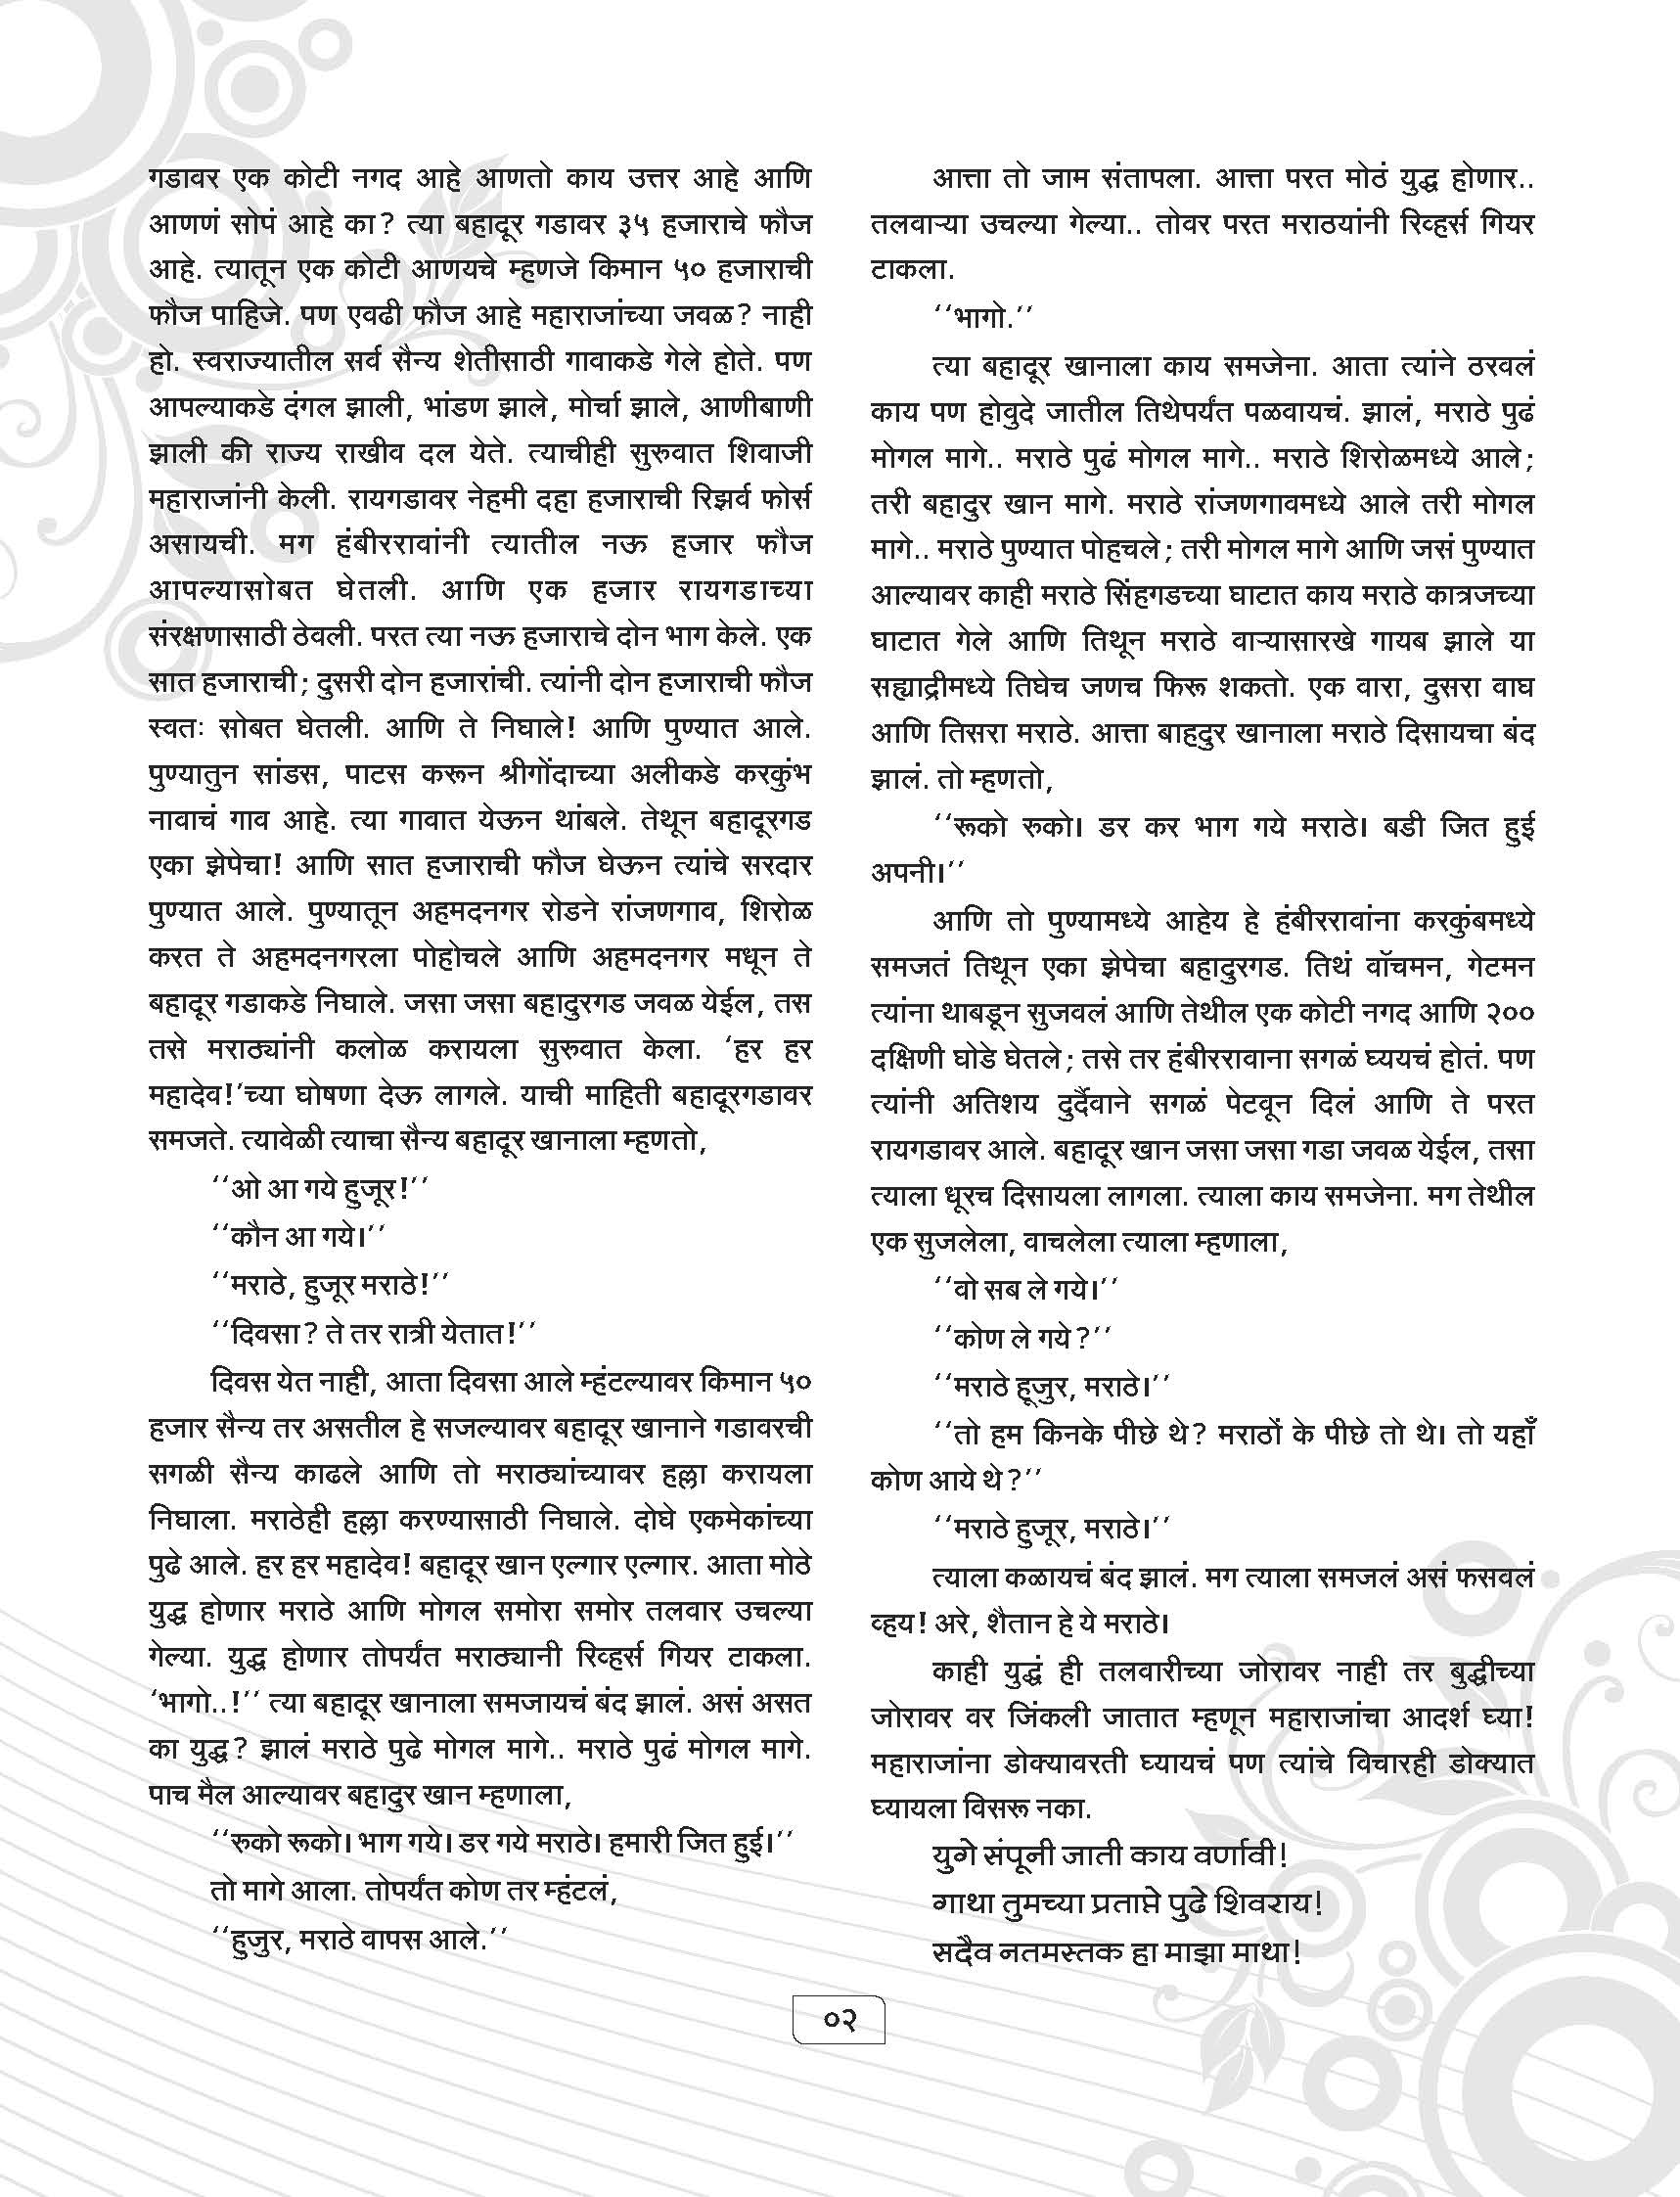 गडावर एक कोटी नगद आहे आणतो काय उत्तर आहे आणि
आणणं सोपं आहे का? त्या बहादूर गडावर ३५ हजाराचे फौज
आहे. त्यातून एक कोटी आणयचे म्हणजे किमान ५० हजाराची
फौज पाहिजे. पण एवढी फौज आहे महाराजांच्या जवळ? नाही
हो. स्वराज्यातील सर्व सैन्य शेतीसाठी गावाकडे गेले होते. पण
आपल्याकडे दंगल झाली, भांडण झाले, मोर्चा झाले, आणीबाणी
झाली की राज्य राखीव दल येते. त्याचीही सुरुवात शिवाजी
महाराजांनी केली. रायगडावर नेहमी दहा हजाराची रिझर्व फोर्स
असायची. मग हंबीररावांनी त्यातील नऊ हजार फौज
आपल्यासोबत घेतली. आणि एक हजार रायगडाच्या
संरक्षणासाठी ठेवली. परत त्या नऊ हजाराचे दोन भाग केले. एक
सात हजाराची; दुसरी दोन हजारांची. त्यांनी दोन हजाराची फौज
स्वतः सोबत घेतली. आणि ते निघाले! आणि पुण्यात आले.
पुण्यातुन सांडस, पाटस करून श्रीगोंदाच्या अलीकडे करकुंभ
नावाचं गाव आहे. त्या गावात येऊन थांबले. तेथून बहादूरगड
एका झेपेचा! आणि सात हजाराची फौज घेऊन त्यांचे सरदार
पुण्यात आले. पुण्यातून अहमदनगर रोडने रांजणगाव, शिरोळ
करत ते अहमदनगरला पोहोचले आणि अहमदनगर मधून ते
बहादूर गडाकडे निघाले. जसा जसा बहादुरगड जवळ येईल, तस
तसे मराठ्यांनी कलोळ करायला सुरुवात केला. ‘हर हर
महादेव!’च्या घोषणा देऊ लागले. याची माहिती बहादूरगडावर
समजते. त्यावेळी त्याचा सैन्य बहादूर खानाला म्हणतो,
‘‘ओ आ गये हुजूर!’’
‘‘कौन आ गये।’’
‘‘मराठे, हुजूर मराठे!’’
‘‘दिवसा? ते तर रात्री येतात!’’
दिवस येत नाही, आता दिवसा आले म्हंटल्यावर किमान ५०
हजार सैन्य तर असतील हे सजल्यावर बहादूर खानाने गडावरची
सगळी सैन्य काढले आणि तो मराठ्यांच्यावर हल्ला करायला
निघाला. मराठेही हल्ला करण्यासाठी निघाले. दोघे एकमेकांच्या
पुढे आले. हर हर महादेव! बहादूर खान एल्गार एल्गार. आता मोठे
युद्ध होणार मराठे आणि मोगल समोरा समोर तलवार उचल्या
गेल्या. युद्ध होणार तोपर्यंत मराठ्यानी रिव्हर्स गियर टाकला.
‘भागो..!’’ त्या बहादूर खानाला समजायचं बंद झालं. असं असत
का युद्ध? झालं मराठे पुढे मोगल मागे.. मराठे पुढं मोगल मागे.
पाच मैल आल्यावर बहादुर खान म्हणाला,
‘‘रुको रूको। भाग गये। डर गये मराठे। हमारी जित हुई।’’
तो मागे आला. तोपर्यंत कोण तर म्हंटलं,
‘‘हुजुर, मराठे वापस आले.’’
आत्ता तो जाम संतापला. आत्ता परत मोठं युद्ध होणार..
तलवाऱ्या उचल्या गेल्या.. तोवर परत मराठयांनी रिव्हर्स गियर
टाकला.
‘‘भागो.’’
त्या बहादूर खानाला काय समजेना. आता त्यांने ठरवलं
काय पण होवुदे जातील तिथेपर्यंत पळवायचं. झालं, मराठे पुढं
मोगल मागे.. मराठे पुढं मोगल मागे.. मराठे शिरोळमध्ये आले;
तरी बहादुर खान मागे. मराठे रांजणगावमध्ये आले तरी मोगल
मागे.. मराठे पुण्यात पोहचले; तरी मोगल मागे आणि जसं पुण्यात
आल्यावर काही मराठे सिंहगडच्या घाटात काय मराठे कात्रजच्या
घाटात गेले आणि तिथून मराठे वाऱ्यासारखे गायब झाले या
सह्याद्रीमध्ये तिघेच जणच फिरू शकतो. एक वारा, दुसरा वाघ
आणि तिसरा मराठे. आत्ता बाहदुर खानाला मराठे दिसायचा बंद
झालं. तो म्हणतो,
‘‘रूको रुको। डर कर भाग गये मराठे। बडी जित हुई
अपनी।’’
आणि तो पुण्यामध्ये आहेय हे हंबीररावांना करकुंबमध्ये
समजतं तिथून एका झेपेचा बहादुरगड. तिथं वॉचमन, गेटमन
त्यांना थाबडून सुजवलं आणि तेथील एक कोटी नगद आणि २००
दक्षिणी घोडे घेतले; तसे तर हंबीररावाना सगळं घ्ययचं होतं. पण
त्यांनी अतिशय दुर्दैवाने सगळं पेटवून दिलं आणि ते परत
रायगडावर आले. बहादूर खान जसा जसा गडा जवळ येईल, तसा
त्याला धूरच दिसायला लागला. त्याला काय समजेना. मग तेथील
एक सुजलेला, वाचलेला त्याला म्हणाला,
‘‘वो सब ले गये।’’
‘‘कोण ले गये?’’
‘‘मराठे हूजुर, मराठे।’’
‘‘तो हम किनके पीछे थे? मराठों के पीछे तो थे। तो यहाँ
कोण आये थे?’’
‘‘मराठे हुजूर, मराठे।’’
त्याला कळायचं बंद झालं. मग त्याला समजलं असं फसवलं
व्हय! अरे, शैतान हे ये मराठे।
काही युद्धं ही तलवारीच्या जोरावर नाही तर बुद्धीच्या
जोरावर वर जिंकली जातात म्हणून महाराजांचा आदर्श घ्या!
महाराजांना डोक्यावरती घ्यायचं पण त्यांचे विचारही डोक्यात
घ्यायला विसरू नका.
युगे संपूनी जाती काय वर्णावी!
गाथा तुमच्या प्रताप्ते पुढे शिवराय!
सदैव नतमस्तक हा माझा माथा!
०२